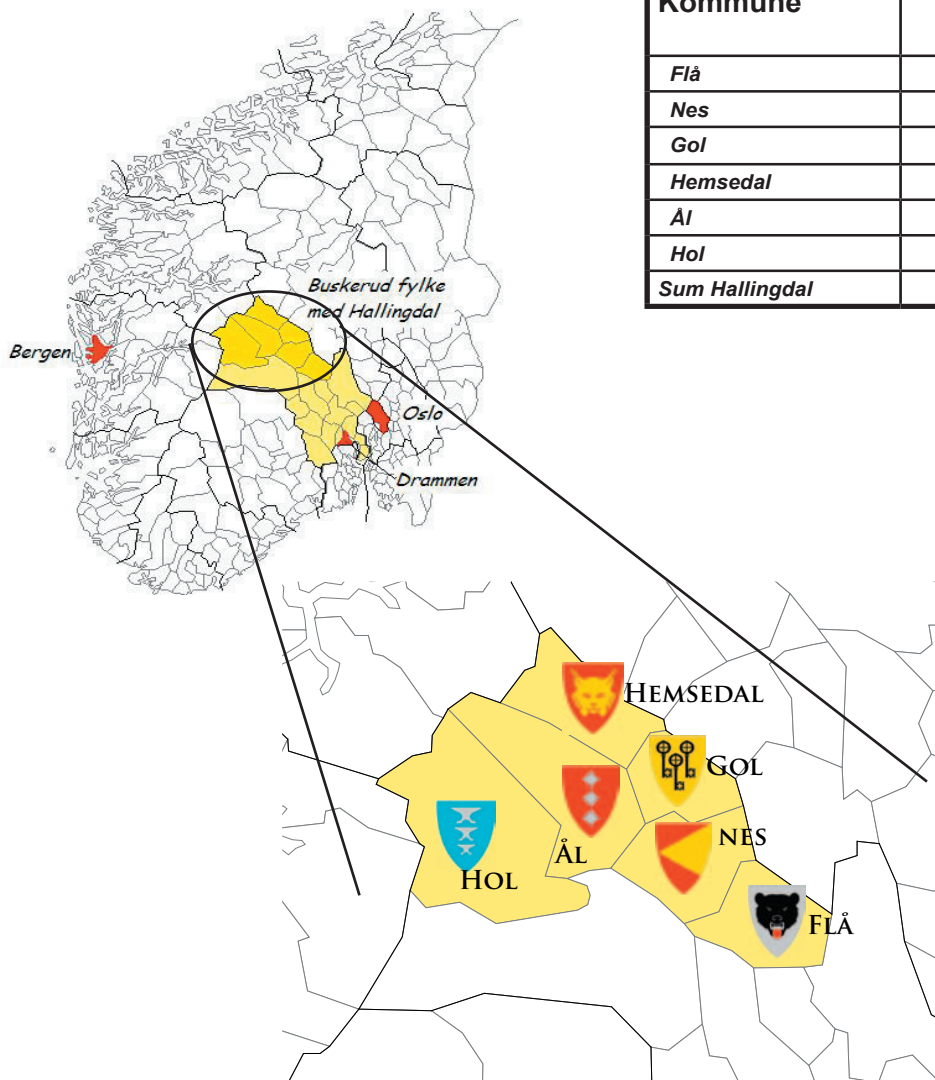 Kommune
Flå
Nes
Gol
Hemsedal
Ål
Hol
Sum Hallingdal
Buskerud fylke
med Hallingdal
Bergen
Oslo
Drammen
HEMSEDAL
GOL
NES
ÅL
HOL
FLÅ